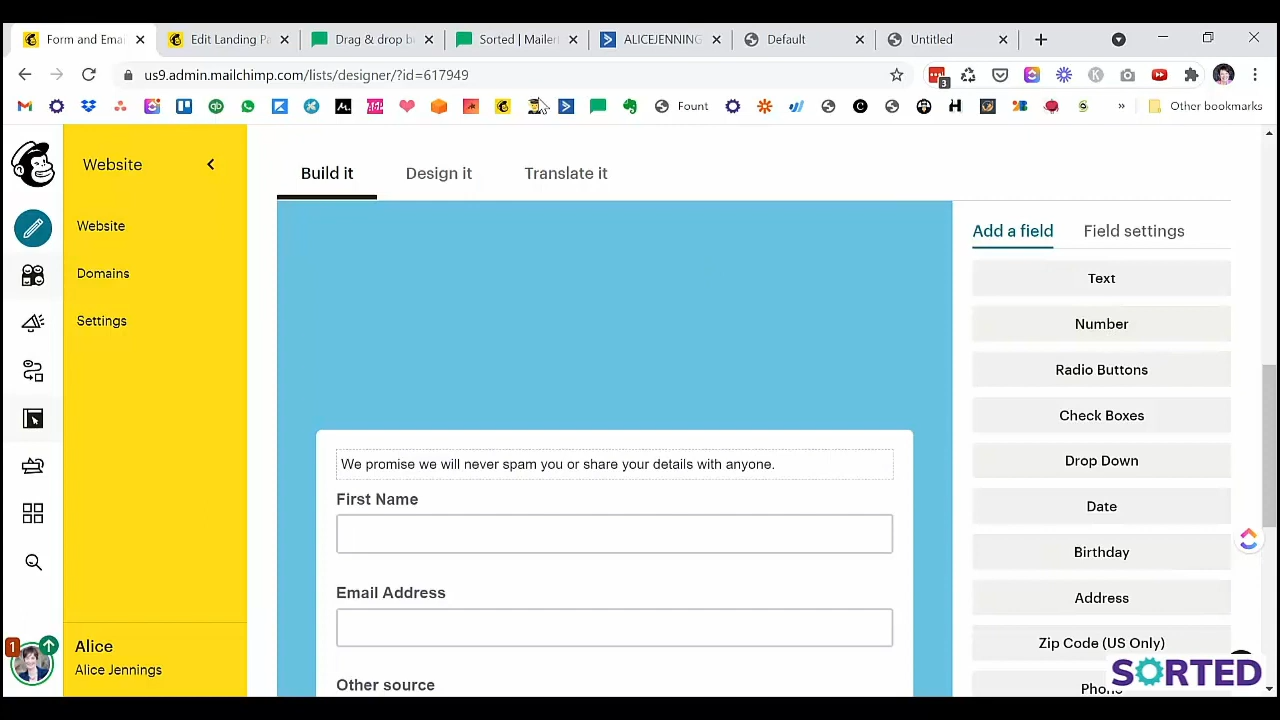 Form and Ema
Edit Landing Pa
Drag & drop b
Sorted | Mailer
ALICEJENNING
Default
Untitled
us9.admin.mailchimp.com/lists/designer/?id=617949
3
Fount
»
Other bookmarks
Website
Website
Domains
Settings
Build it
Design it
Translate it
Add a field
Field settings
Text
Number
Radio Buttons
Check Boxes
Drop Down
Date
Birthday
Address
Zip Code (US Only)
Phone
We promise we will never spam you or share your details with anyone.
First Name
Email Address
Other source
1
Alice
Alice Jennings
SORTED